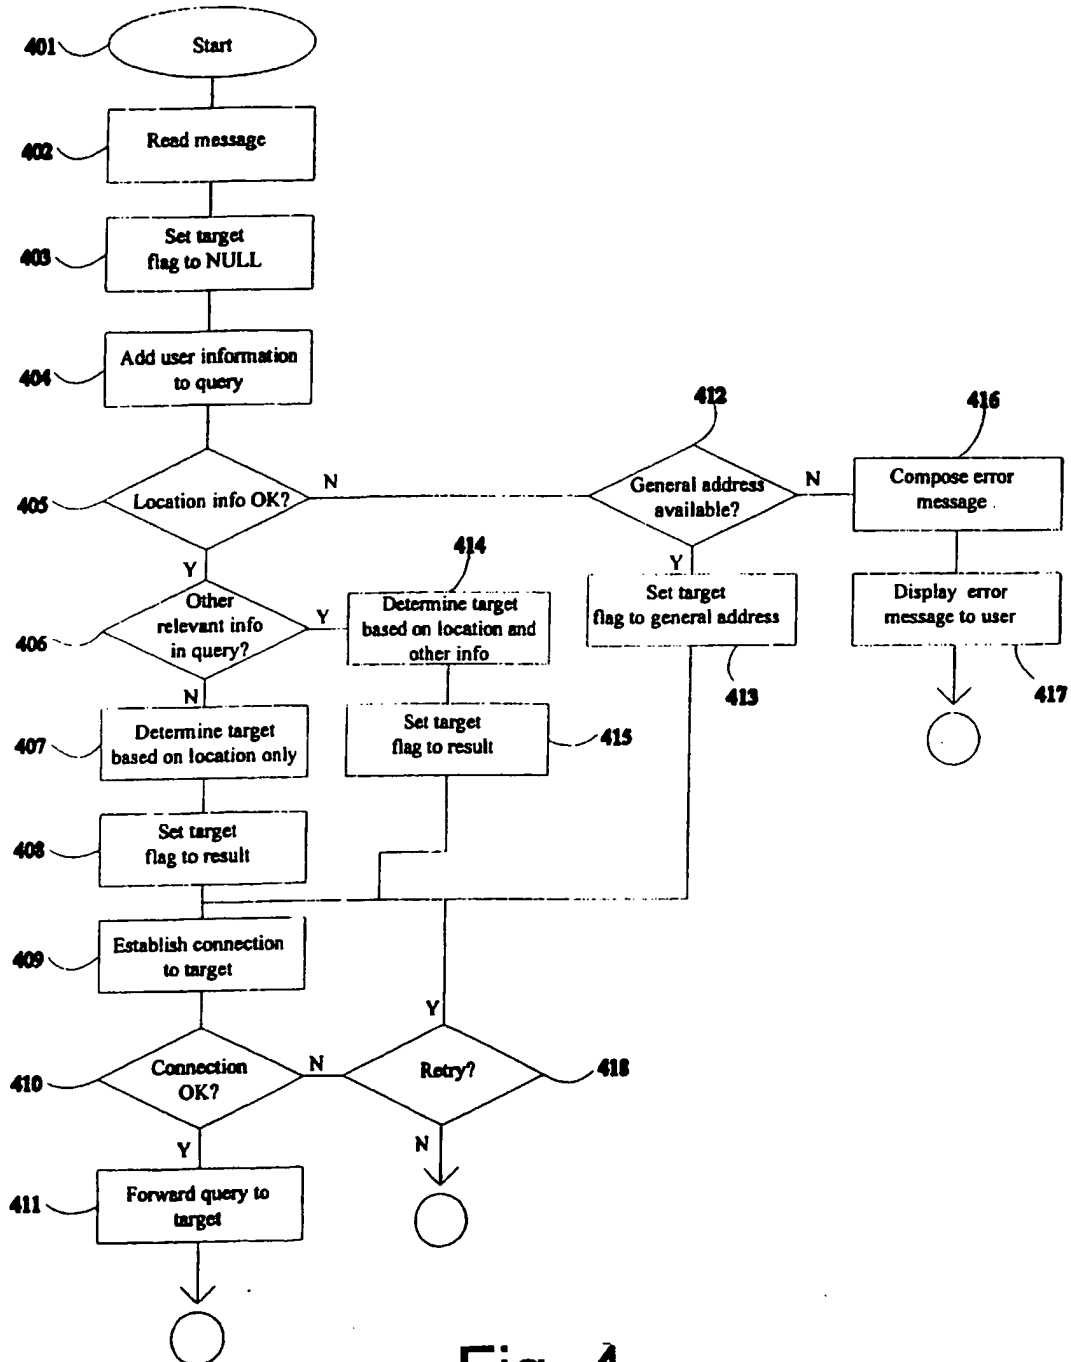 401
Start
402
Read message
403
Set target
flag to NULL
404
Add user information
to query
405
Location info OK?
N
Y
412
General address
available?
N
Y
416
Compose error
message
414
406
Other
relevant info
in query?
Y
N
Determine target
based on location and
other info
Set target
flag to general address
413
Display error
message to user
417
407
Determine target
based on location only
Set target
flag to result
415
408
Set target
flag to result
409
Establish connection
to target
Y
410
Connection
OK?
N
Y
Retry?
418
N
411
Forward query to
target
Fig. 4